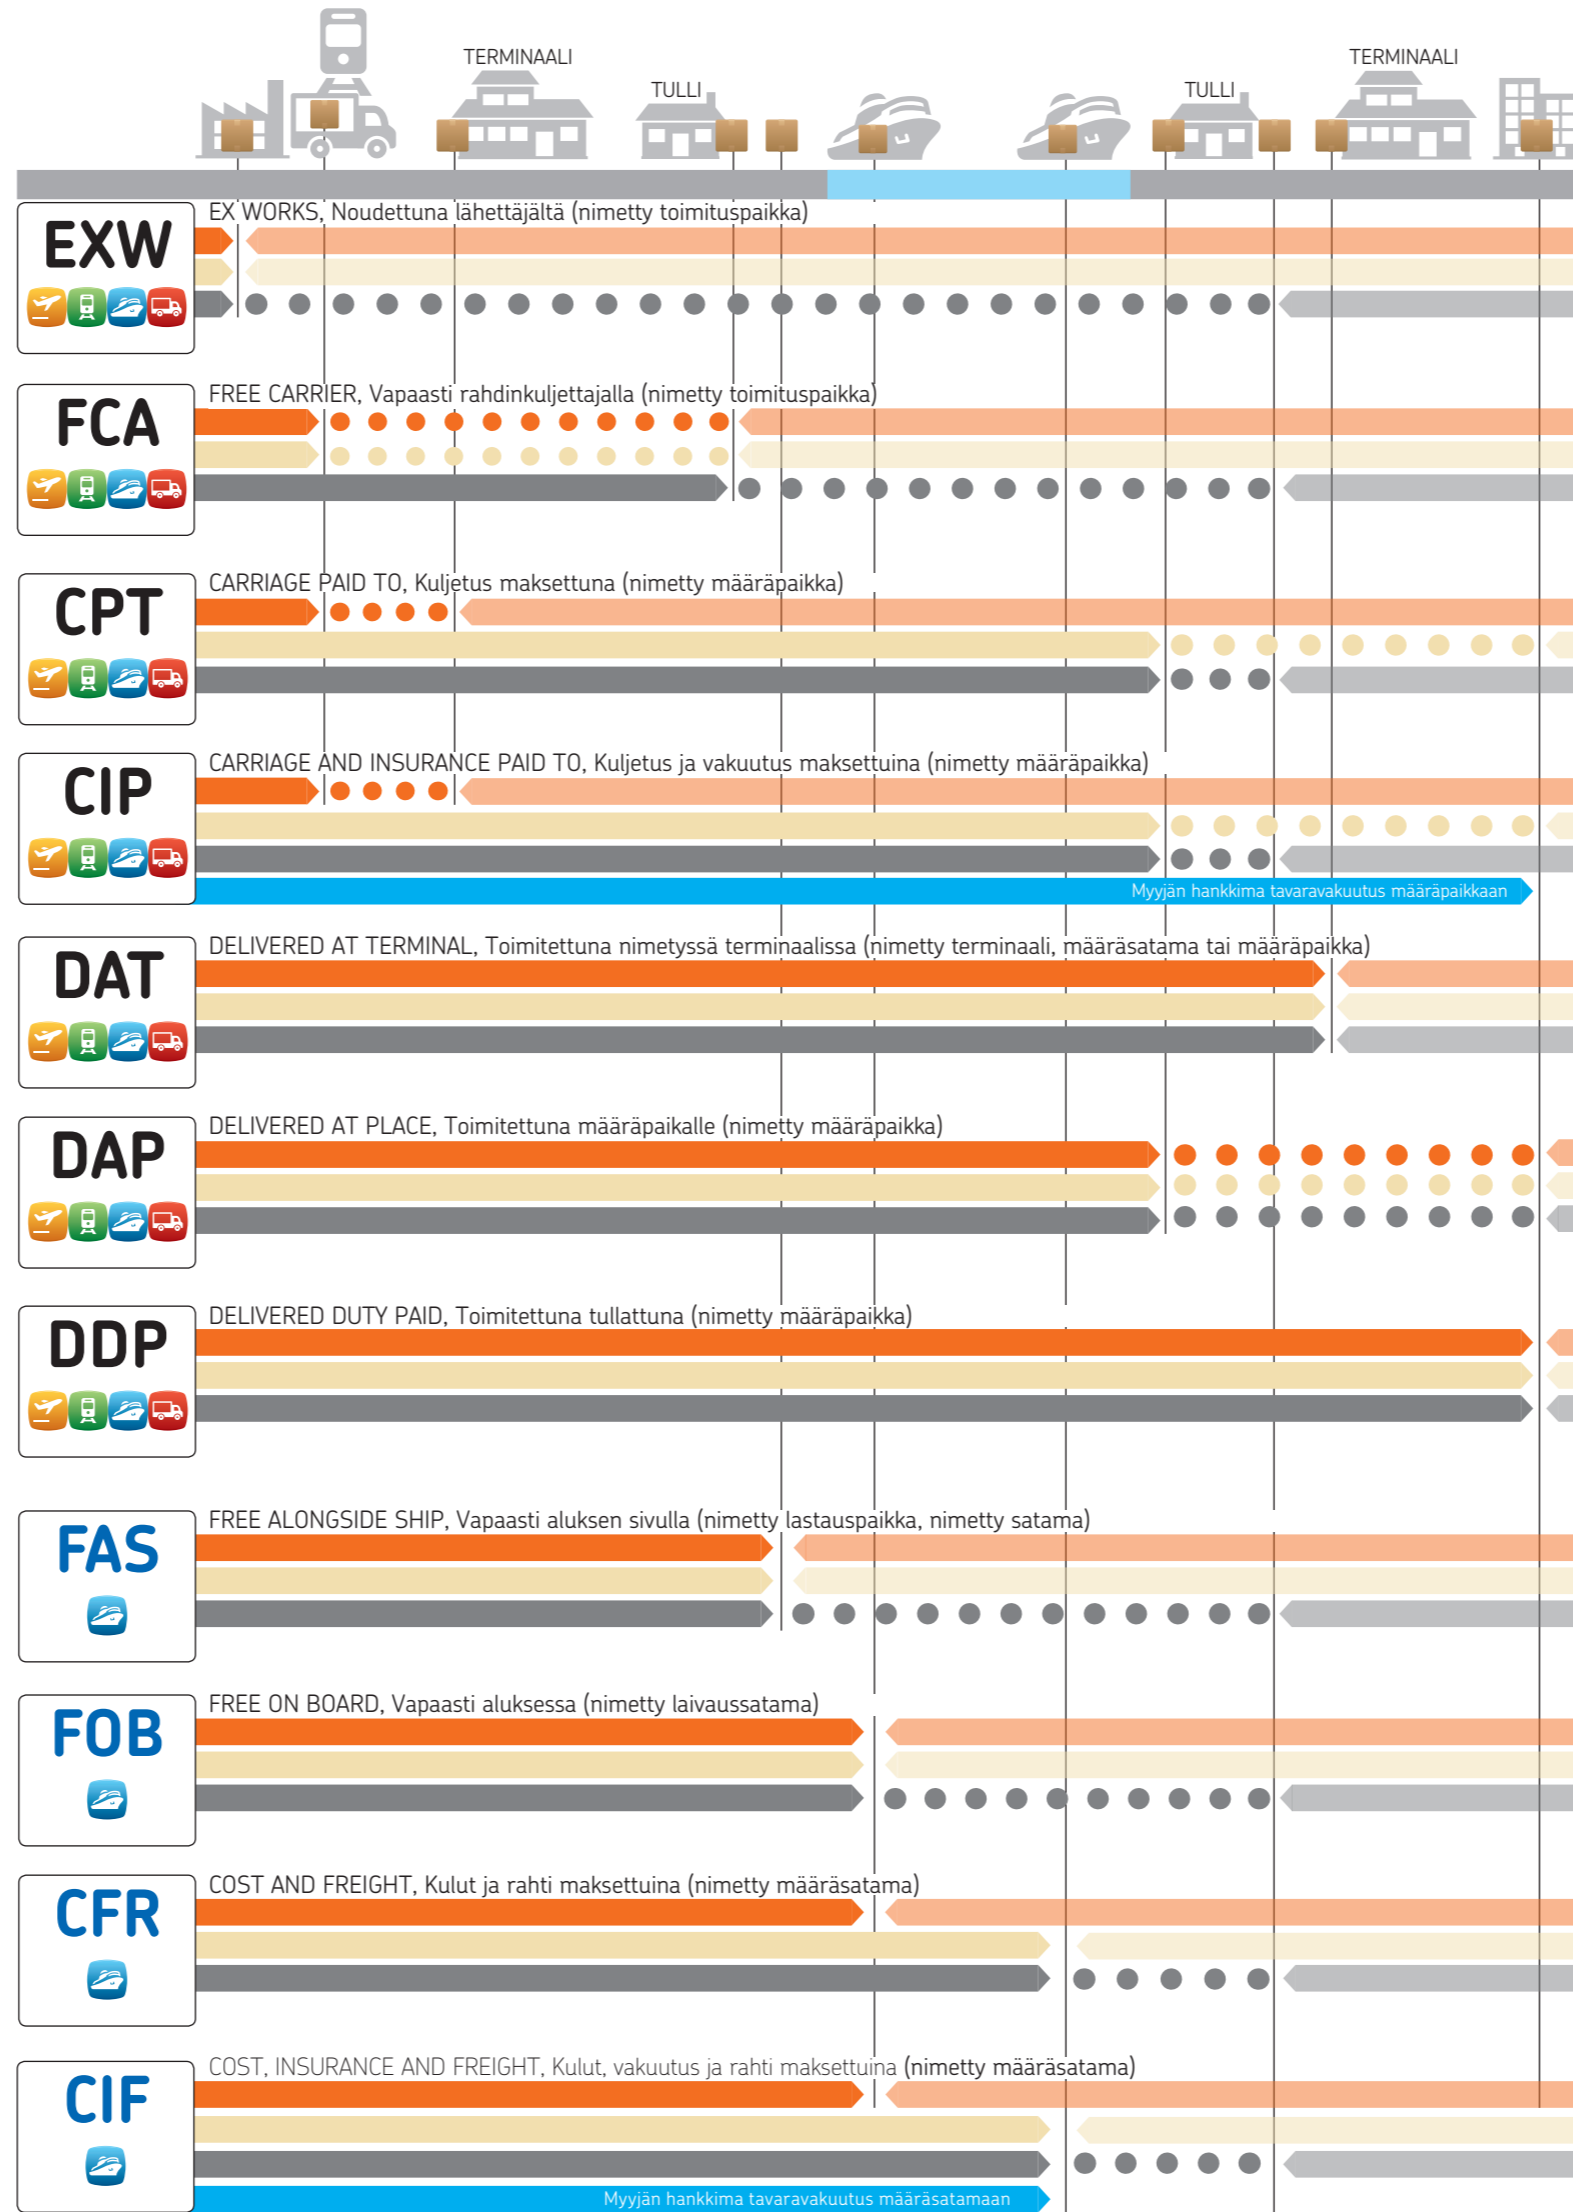 TERMINAALI
TERMINAALI
TULLI
TULLI
EX WORKS, Noudettuna lähettäjältä (nimetty toimituspaikka)
EXW
FREE CARRIER, Vapaasti rahdinkuljettajalla (nimetty toimituspaikka)
FCA
CARRIAGE PAID TO, Kuljetus maksettuna (nimetty määräpaikka)
CPT
CARRIAGE AND INSURANCE PAID TO, Kuljetus ja vakuutus maksettuina (nimetty määräpaikka)
CIP
Myyjän hankkima tavaravakuutus määräpaikkaan
DELIVERED AT TERMINAL, Toimitettuna nimetyssä terminaalissa (nimetty terminaali, määräsatama tai määräpaikka)
DAT
DELIVERED AT PLACE, Toimitettuna määräpaikalle (nimetty määräpaikka)
DAP
DELIVERED DUTY PAID, Toimitettuna tullattuna (nimetty määräpaikka)
DDP
FREE ALONGSIDE SHIP, Vapaasti aluksen sivulla (nimetty lastauspaikka, nimetty satama)
FAS
FREE ON BOARD, Vapaasti aluksessa (nimetty laivaussatama)
FOB
COST AND FREIGHT, Kulut ja rahti maksettuina (nimetty määräsatama)
CFR
COST, INSURANCE AND FREIGHT, Kulut, vakuutus ja rahti maksettuina (nimetty määräsatama)
CIF
Myyjän hankkima tavaravakuutus määräsatamaan